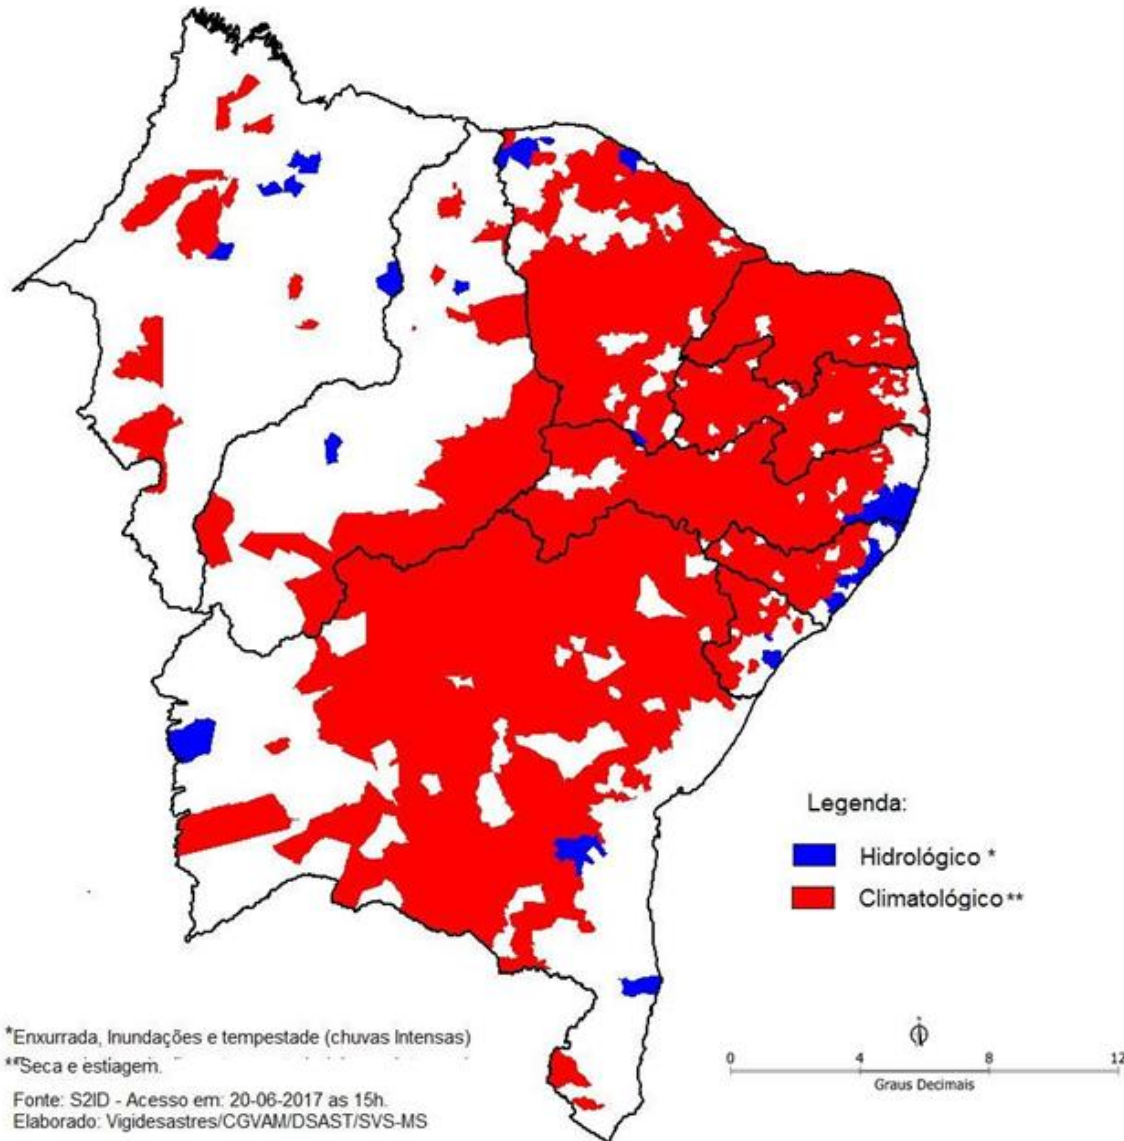 Legenda:
Hidrológico *
Climatológico **
*Enxurrada, Inundações e tempestade (chuvas Intensas)
**Seca e estiagem.
Fonte: S2ID - Acesso em: 20-06-2017 as 15h.
Elaborado: Vigidesastres/CGVAM/DSAST/SVS-MS
0 4 8 12
Graus Decimais